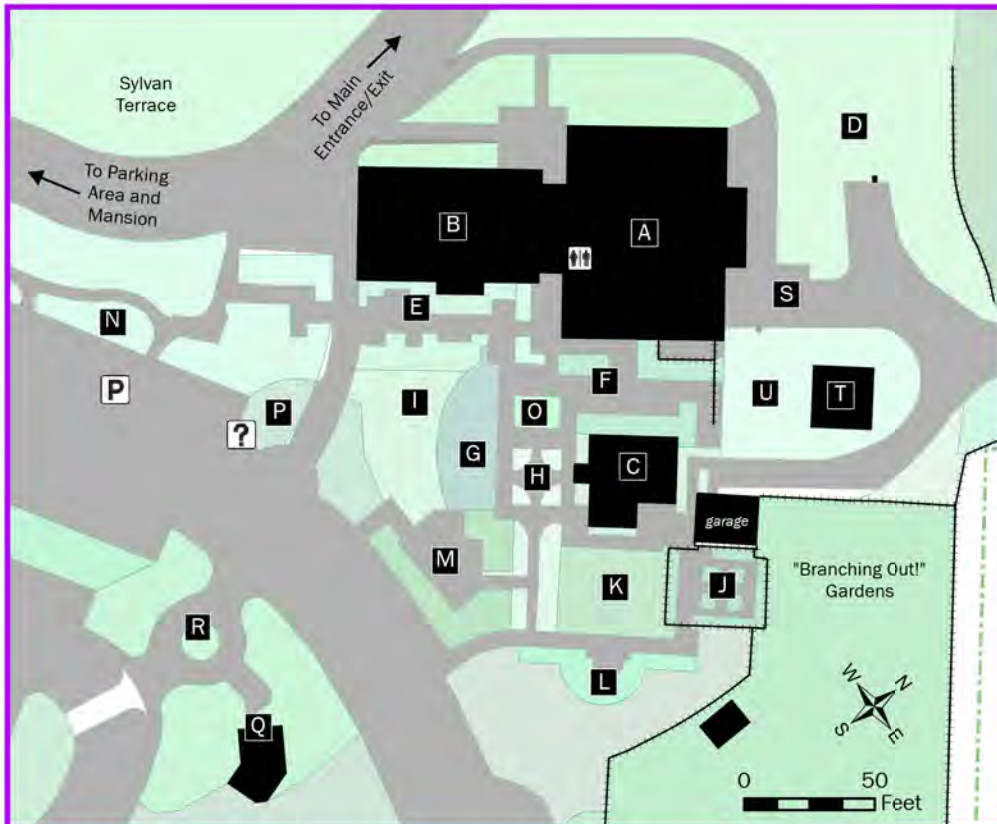 Sylvan
Terrace
To Main
Entrance/Exit
D
To Parking
Area and
Mansion
B
A
E
S
N
P
I
F
U
T
O
P
?
G
H
C
garage
M
K
J
"Branching Out!"
Gardens
R
L
Q
W
N
S
E
0
50
Feet